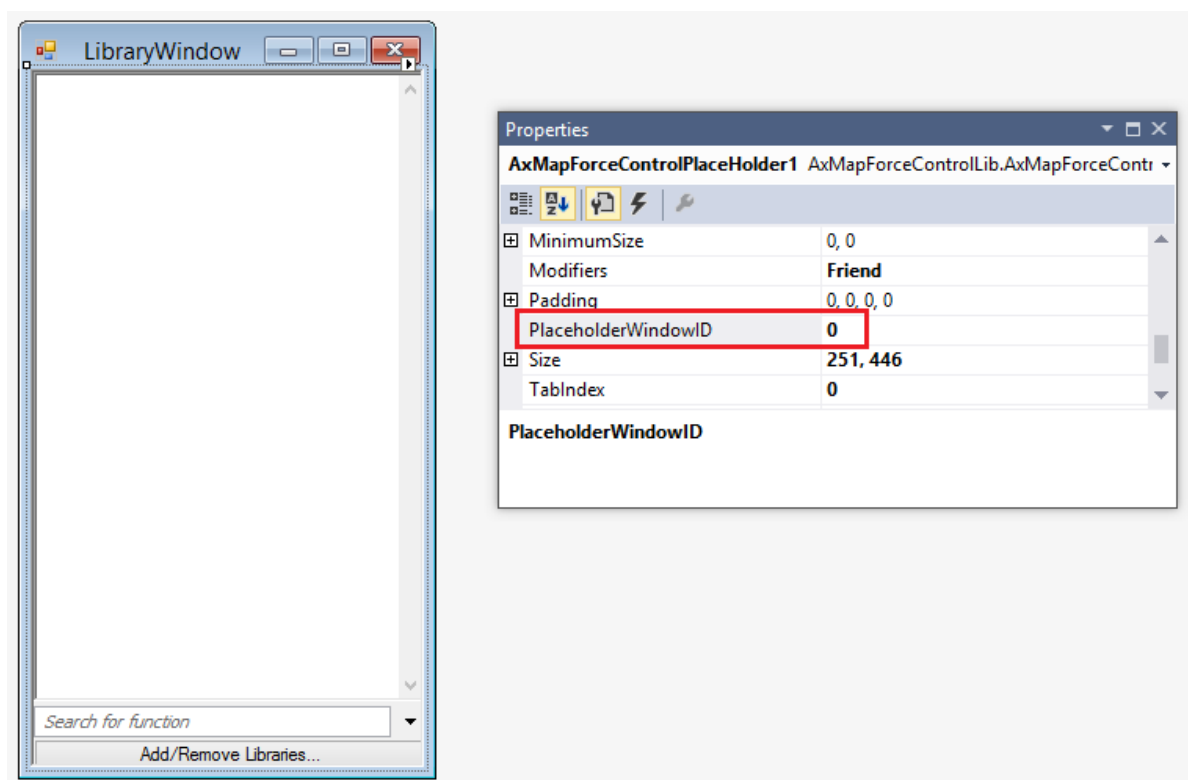 LibraryWindow
Search for function
Add/Remove Libraries...
Properties
AxMapForceControlPlaceHolder1 AxMapForceControlLib.AxMapForceContr
MinimumSize 0, 0
Modifiers Friend
Padding 0, 0, 0, 0
PlaceholderWindowID 0
Size 251, 446
TabIndex 0
PlaceholderWindowID